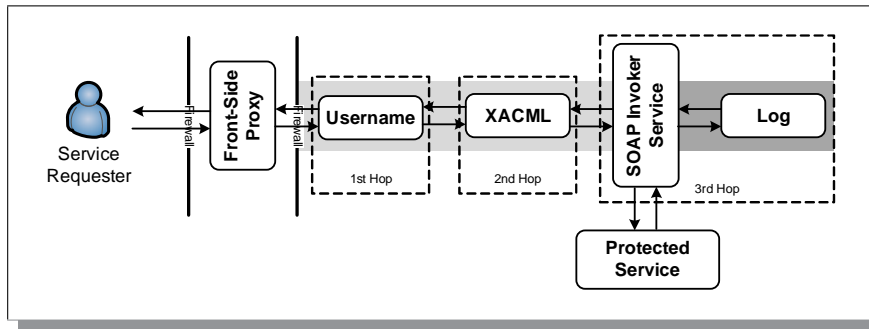 Service
Requester
Firewall
Front-Side
Proxy
Firewall
Username
1st Hop
XACML
2nd Hop
SOAP Invoker
Service
Log
3rd Hop
Protected
Service